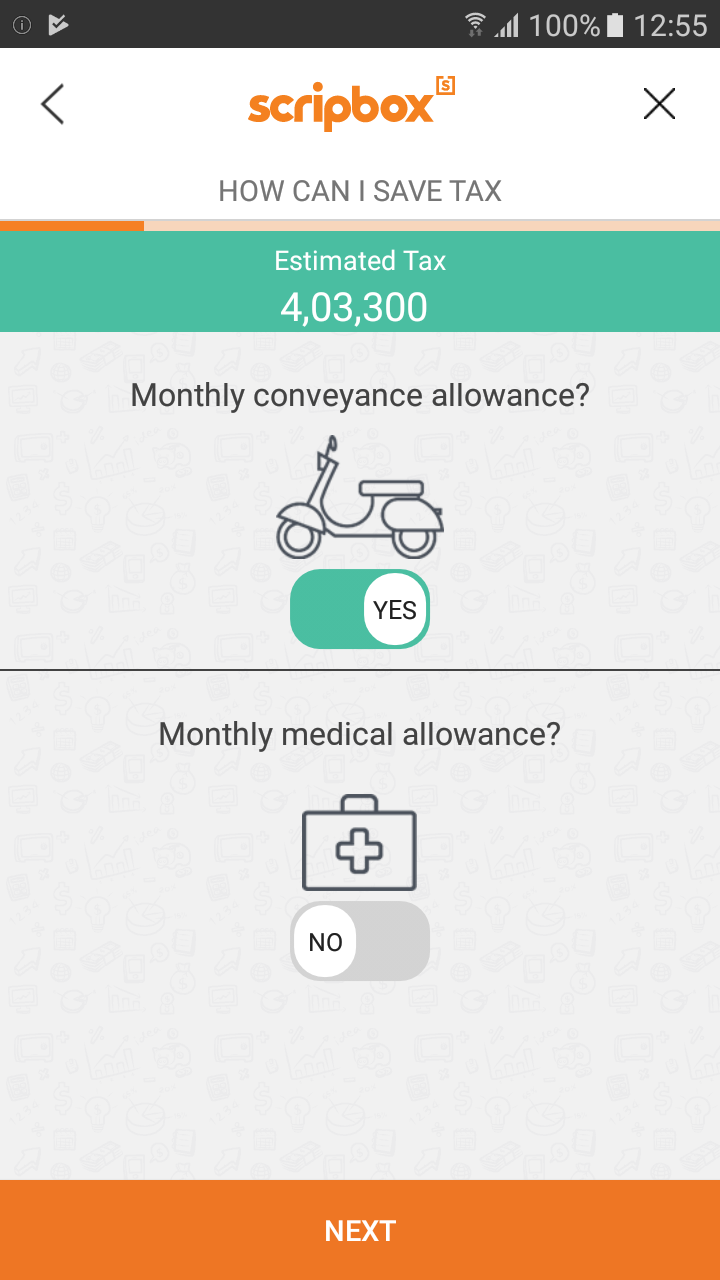 100% 12:55
scripbox[s]
HOW CAN I SAVE TAX
Estimated Tax
4,03,300
Monthly conveyance allowance?
YES
Monthly medical allowance?
NO
NEXT